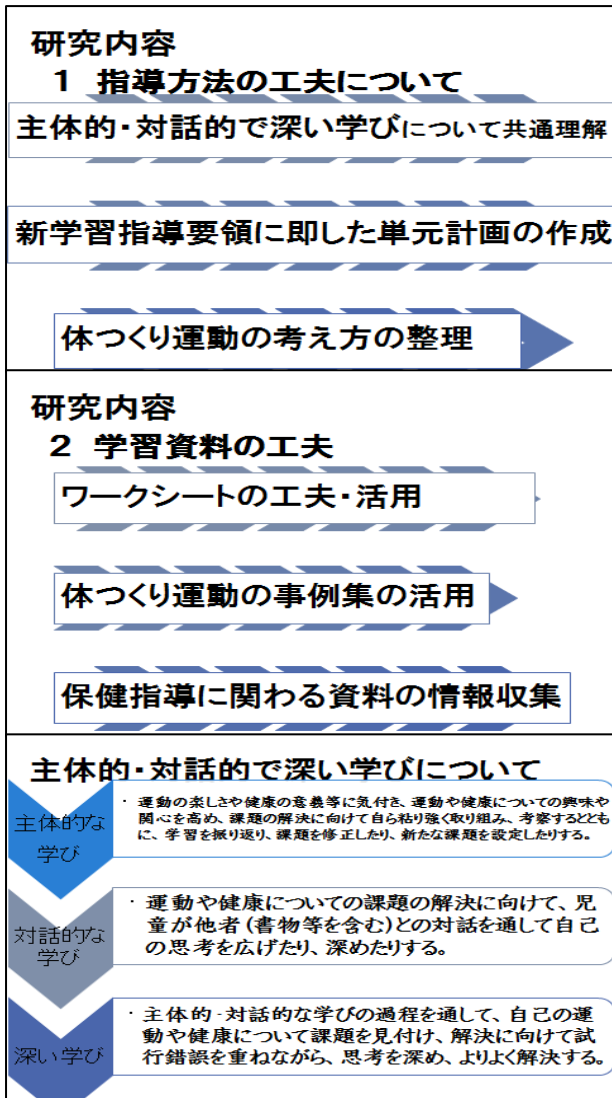 研究内容
1 指導方法の工夫について
主体的・対話的で深い学びについて共通理解
新学習指導要領に即した単元計画の作成
体つくり運動の考え方の整理
研究内容
2 学習資料の工夫
ワークシートの工夫・活用
体つくり運動の事例集の活用
保健指導に関わる資料の情報収集
主体的・対話的で深い学びについて
主体的な
学び
・運動の楽しさや健康の意義等に気付き、運動や健康についての興味や
関心を高め、課題の解決に向けて自ら粘り強く取り組み、考察するととも
に、学習を振り返り、課題を修正したり、新たな課題を設定したりする。
対話的な
学び
・運動や健康についての課題の解決に向けて、児
童が他者(書物等を含む)との対話を通して自己
の思考を広げたり、深めたりする。
深い学び
・主体的・対話的な学びの過程を通して、自己の運
動や健康について課題を見付け、解決に向けて試
行錯誤を重ねながら、思考を深め、よりよく解決する。